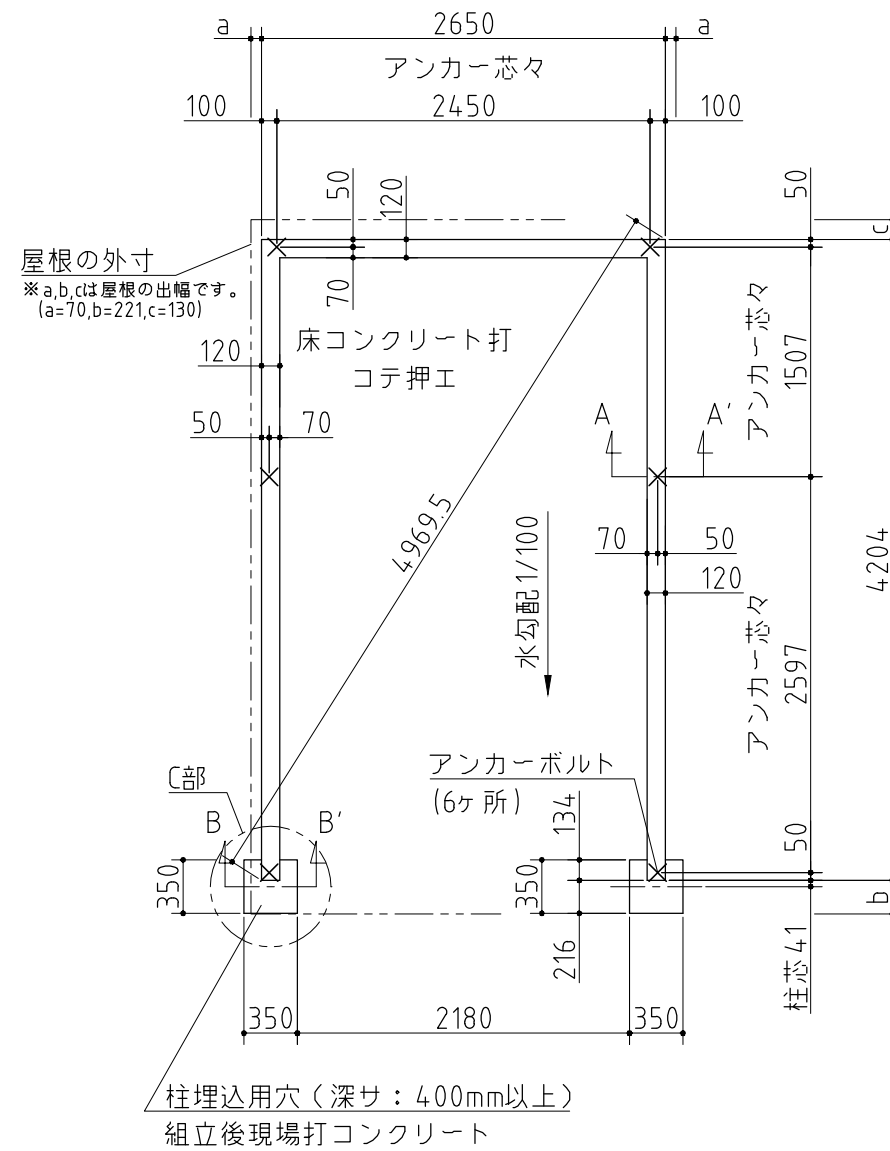 a
2650
a
アンカー芯々
100
2450
100
50
120
50
c
屋根の外寸
※a,b,cは屋根の出幅です。
(a=70,b=221,c=130)
70
床コンクリート打
コテ押エ
120
アンカー芯々
1507
50
70
A
A'
4969.5
水勾配1/100
70
50
120
4204
アンカー芯々
2597
C部
アンカーボルト
(6ヶ所)
B
B'
134
50
350
350
b
216
柱芯41
350
2180
350
柱埋込用穴(深サ:400mm以上)
組立後現場打コンクリート